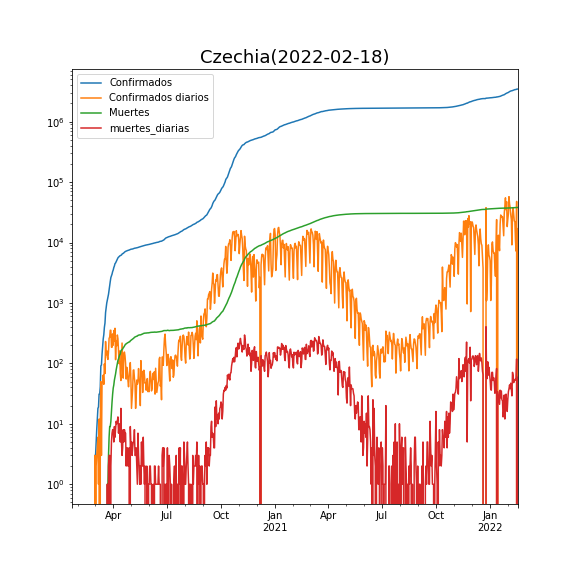 Czechia(2022-02-18)
Confirmados
Confirmados diarios
Muertes
muertes_diarias
10^6
10^5
10^4
10^3
10^2
10^1
10^0
Apr Jul Oct Jan Apr Jul Oct Jan
2021 2022